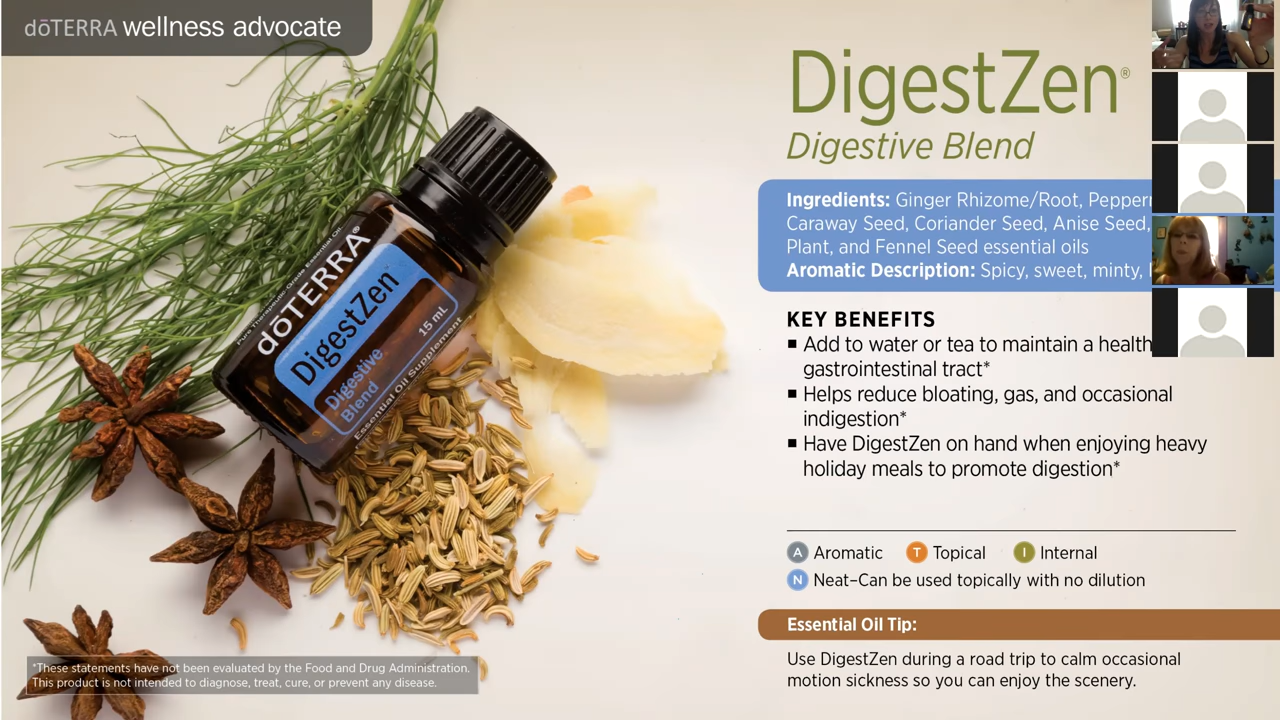 dōTERRA wellness advocate
DigestZen®
Digestive Blend
Ingredients: Ginger Rhizome/Root,
Caraway Seed, Coriander Seed, Anise Seed,
Plant, and Fennel Seed essential oils
Aromatic Description: Spicy, sweet, minty,
KEY BENEFITS
■ Add to water or tea to maintain a
gastrointestinal tract*
■ Helps reduce bloating, gas, and occasional
indigestion*
■ Have DigestZen on hand when enjoying heavy
holiday meals to promote digestion*
A Aromatic T Topical I Internal
N Neat–Can be used topically with no dilution
Essential Oil Tip:
Use DigestZen during a road trip to calm occasional
motion sickness so you can enjoy the scenery.
Pure Therapeutic Grade Essential Oil
dōTERRA®
DigestZen™
Digestive
Blend
15 mL
Essential Oil Supplement
*These statements have not been evaluated by the Food and Drug Administration.
This product is not intended to diagnose, treat, cure, or prevent any disease.